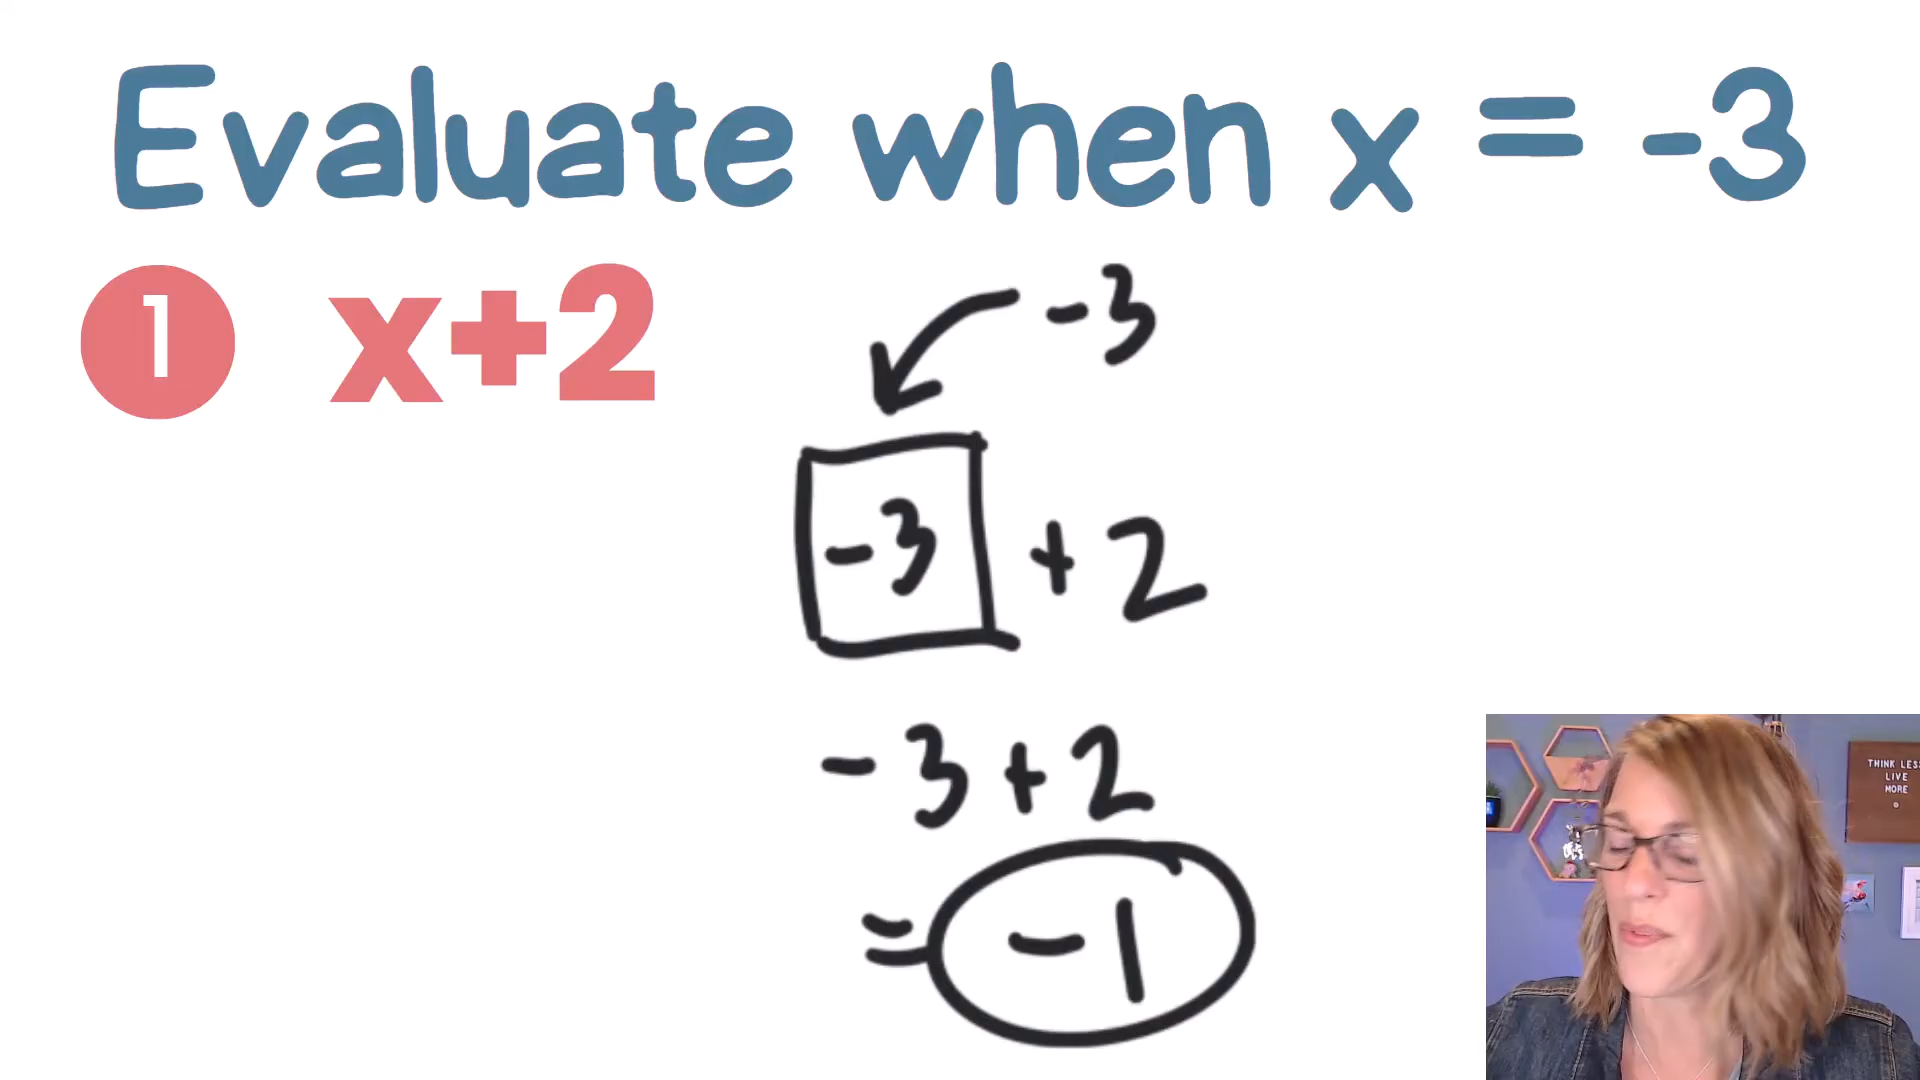 Evaluate when x = -3
1 x+2
-3
-3 + 2
-3+2
= -1
THINK LESS
LIVE
MORE